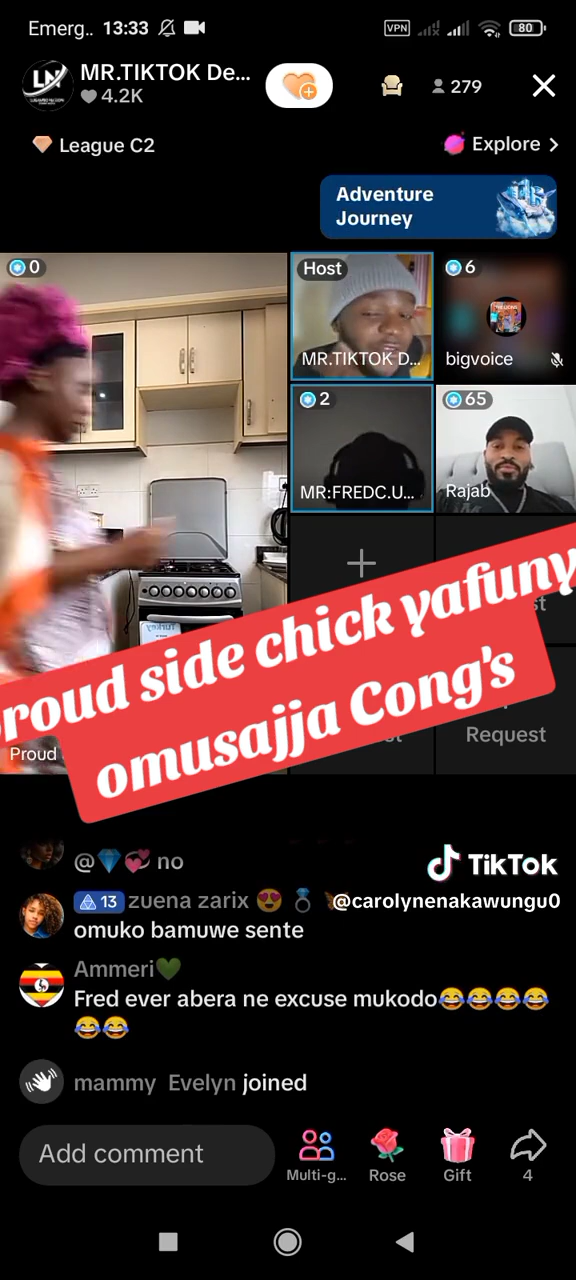 Emerg.. 13:33
VPN
80
LN
MR.TIKTOK De...
4.2K
279
League C2
Explore >
Adventure
Journey
0
Host
MR.TIKTOK D...
6
bigvoice
2
MR:FREDC.U...
65
Rajab
proud side chick yafuny
omusajja Cong's
Proud
Request
@💎💞 no
TikTok
@carolynenakawungu0
13 zuena zarix 😍 💍
omuko bamuwe sente
Ammeri💚
Fred ever abera ne excuse mukodo😂😂😂😂
😂😂
mammy Evelyn joined
Add comment
Multi-g...
Rose
Gift
4